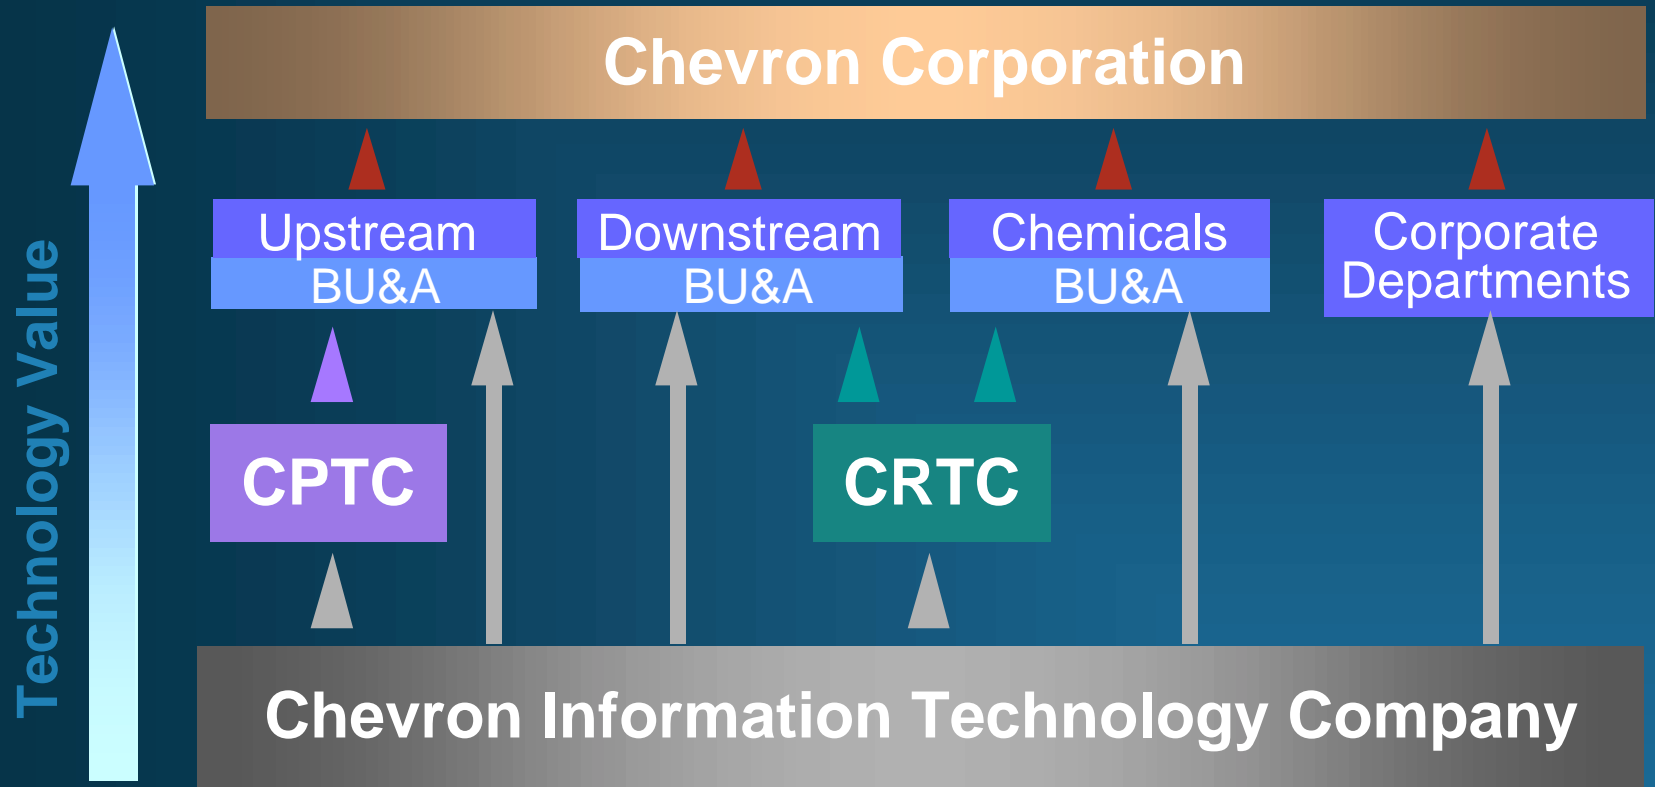 Chevron Corporation
Technology Value
Upstream
BU&A
Downstream
BU&A
Chemicals
BU&A
Corporate
Departments
CPTC
CRTC
Chevron Information Technology Company